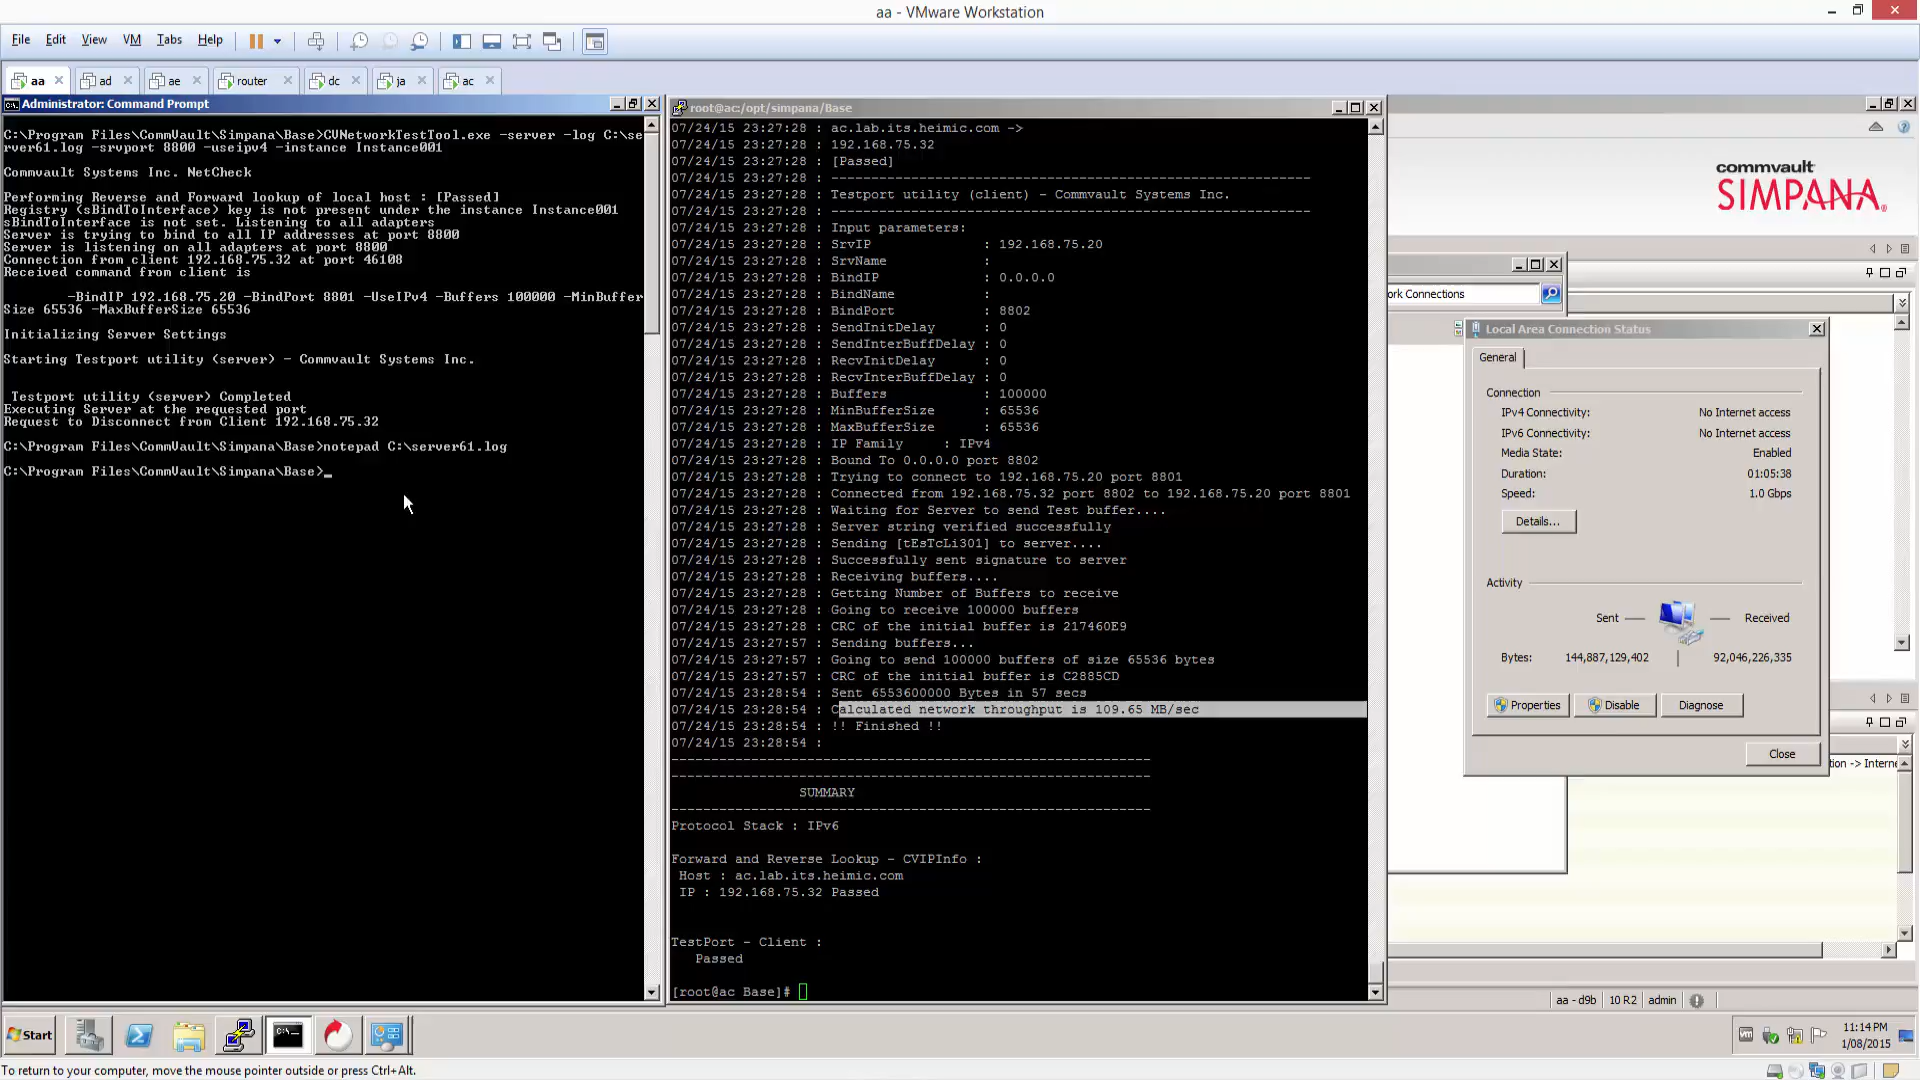 aa - VMware Workstation
File Edit View VM Tabs Help
aa ad ae router dc ja ac
Administrator: Command Prompt
C:\Program Files\CommVault\Simpana\Base>CVNetworkTestTool.exe -server -log C:\se
rver61.log -srvport 8800 -useipv4 -instance Instance001
Commvault Systems Inc. NetCheck
Performing Reverse and Forward lookup of local host : [Passed]
Registry (sBindToInterface) key is not present under the instance Instance001
sBindToInterface is not set. Listening to all adapters
Server is trying to bind to all IP addresses at port 8800
Server is listening on all adapters at port 8800
Connection from client 192.168.75.32 at port 46108
Received command from client is
-BindIP 192.168.75.20 -BindPort 8801 -UseIPv4 -Buffers 100000 -MinBuffer
Size 65536 -MaxBufferSize 65536
Initializing Server Settings
Starting Testport utility (server) - Commvault Systems Inc.
Testport utility (server) Completed
Executing Server at the requested port
Request to Disconnect from Client 192.168.75.32
C:\Program Files\CommVault\Simpana\Base>notepad C:\server61.log
C:\Program Files\CommVault\Simpana\Base>_
root@ac:/opt/simpana/Base
07/24/15 23:27:28 : ac.lab.its.heimic.com ->
07/24/15 23:27:28 : 192.168.75.32
07/24/15 23:27:28 : [Passed]
07/24/15 23:27:28 : ------------------------------------------------------------
07/24/15 23:27:28 : Testport utility (client) - Commvault Systems Inc.
07/24/15 23:27:28 : ------------------------------------------------------------
07/24/15 23:27:28 : Input parameters:
07/24/15 23:27:28 : SrvIP : 192.168.75.20
07/24/15 23:27:28 : SrvName :
07/24/15 23:27:28 : BindIP : 0.0.0.0
07/24/15 23:27:28 : BindName :
07/24/15 23:27:28 : BindPort : 8802
07/24/15 23:27:28 : SendInitDelay : 0
07/24/15 23:27:28 : SendInterBuffDelay : 0
07/24/15 23:27:28 : RecvInitDelay : 0
07/24/15 23:27:28 : RecvInterBuffDelay : 0
07/24/15 23:27:28 : Buffers : 100000
07/24/15 23:27:28 : MinBufferSize : 65536
07/24/15 23:27:28 : MaxBufferSize : 65536
07/24/15 23:27:28 : IP Family : IPv4
07/24/15 23:27:28 : Bound To 0.0.0.0 port 8802
07/24/15 23:27:28 : Trying to connect to 192.168.75.20 port 8801
07/24/15 23:27:28 : Connected from 192.168.75.32 port 8802 to 192.168.75.20 port 8801
07/24/15 23:27:28 : Waiting for Server to send Test buffer....
07/24/15 23:27:28 : Server string verified successfully
07/24/15 23:27:28 : Sending [tEsTcLi301] to server....
07/24/15 23:27:28 : Successfully sent signature to server
07/24/15 23:27:28 : Receiving buffers....
07/24/15 23:27:28 : Getting Number of Buffers to receive
07/24/15 23:27:28 : Going to receive 100000 buffers
07/24/15 23:27:28 : CRC of the initial buffer is 217460E9
07/24/15 23:27:57 : Sending buffers...
07/24/15 23:27:57 : Going to send 100000 buffers of size 65536 bytes
07/24/15 23:27:57 : CRC of the initial buffer is C2885CD
07/24/15 23:28:54 : Sent 6553600000 Bytes in 57 secs
07/24/15 23:28:54 : Calculated network throughput is 109.65 MB/sec
07/24/15 23:28:54 : !! Finished !!
07/24/15 23:28:54 :
------------------------------------------------------------
------------------------------------------------------------
SUMMARY
------------------------------------------------------------
Protocol Stack : IPv6
Forward and Reverse Lookup - CVIPInfo :
Host : ac.lab.its.heimic.com
IP : 192.168.75.32 Passed
TestPort - Client :
Passed
[root@ac Base]#
commvault
SIMPANA
ork Connections
Local Area Connection Status
General
Connection
IPv4 Connectivity: No Internet access
IPv6 Connectivity: No Internet access
Media State: Enabled
Duration: 01:05:38
Speed: 1.0 Gbps
Details...
Activity
Sent Received
Bytes: 144,887,129,402 92,046,226,335
Properties Disable Diagnose
Close
tion -> Interne
aa - d9b 10 R2 admin
Start
11:14 PM
1/08/2015
To return to your computer, move the mouse pointer outside or press Ctrl+Alt.